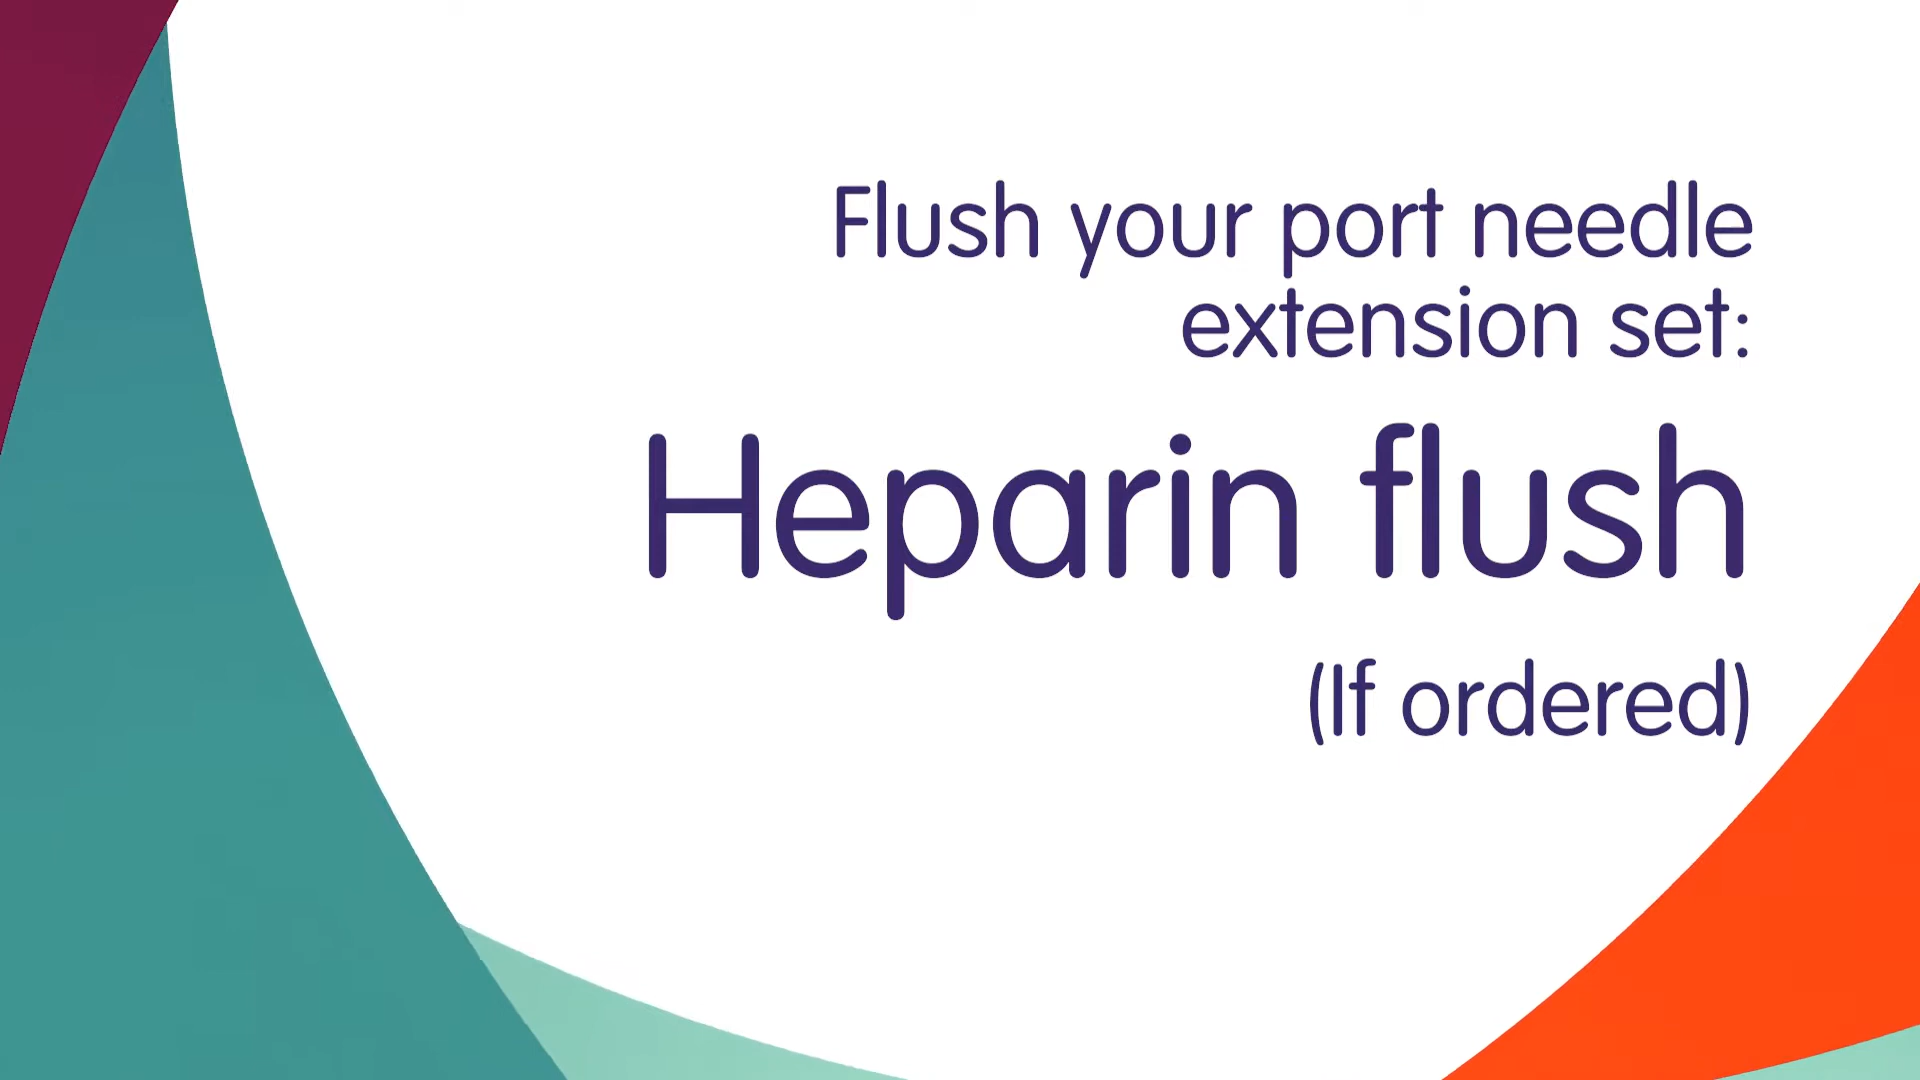 Flush your port needle
extension set:
Heparin flush
(If ordered)